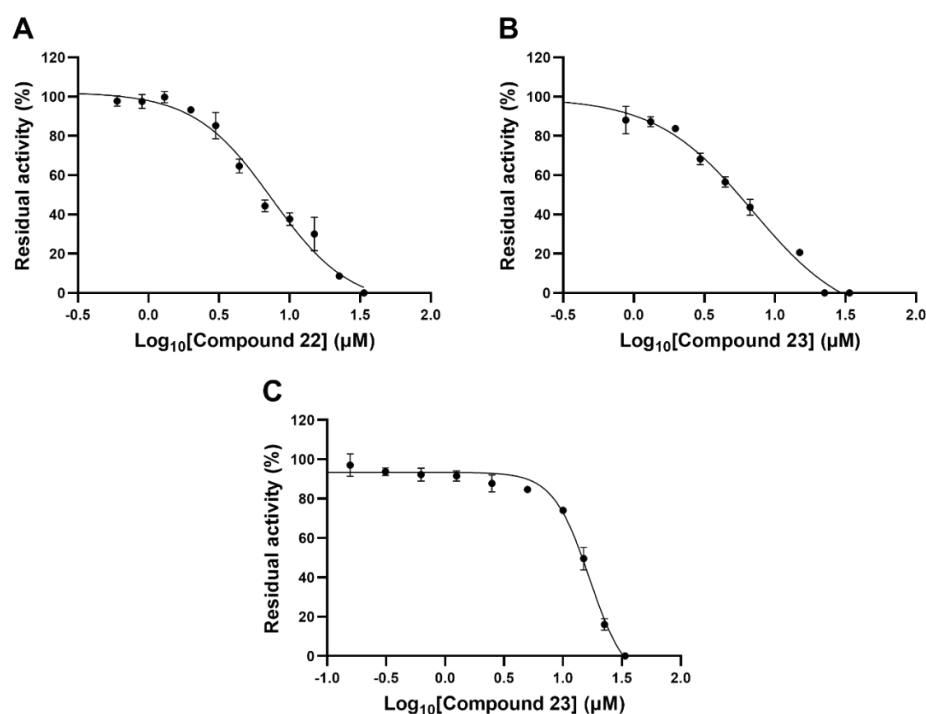 A
120
100
80
60
40
20
0
Residual activity (%)
-0.5 0.0 0.5 1.0 1.5 2.0
Log10[Compound 22] (µM)
B
120
100
80
60
40
20
0
Residual activity (%)
-0.5 0.0 0.5 1.0 1.5 2.0
Log10[Compound 23] (µM)
C
120
100
80
60
40
20
0
Residual activity (%)
-1.0 -0.5 0.0 0.5 1.0 1.5 2.0
Log10[Compound 23] (µM)